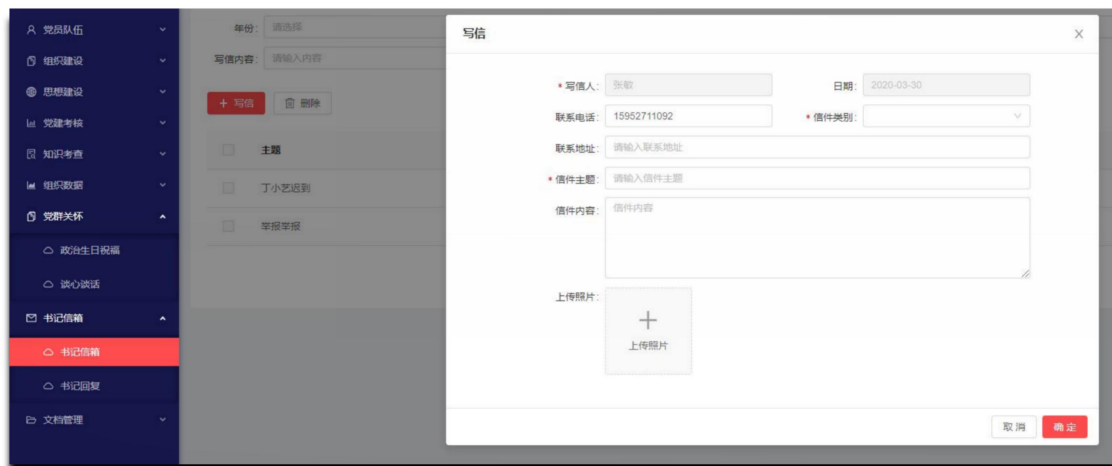 党员队伍
组织建设
思想建设
党建考核
知识考查
组织数据
党群关怀
政治生日祝福
谈心谈话
书记信箱
书记信箱
书记回复
文档管理
年份: 请选择
写信内容: 请输入内容
+ 写信 删除
主题
丁小艺迟到
举报举报
写信 X
* 写信人: 张敏 日期: 2020-03-30
联系电话: 15952711092 * 信件类别:
联系地址: 请输入联系地址
* 信件主题: 请输入信件主题
信件内容: 信件内容
上传照片:
+
上传照片
取消 确定